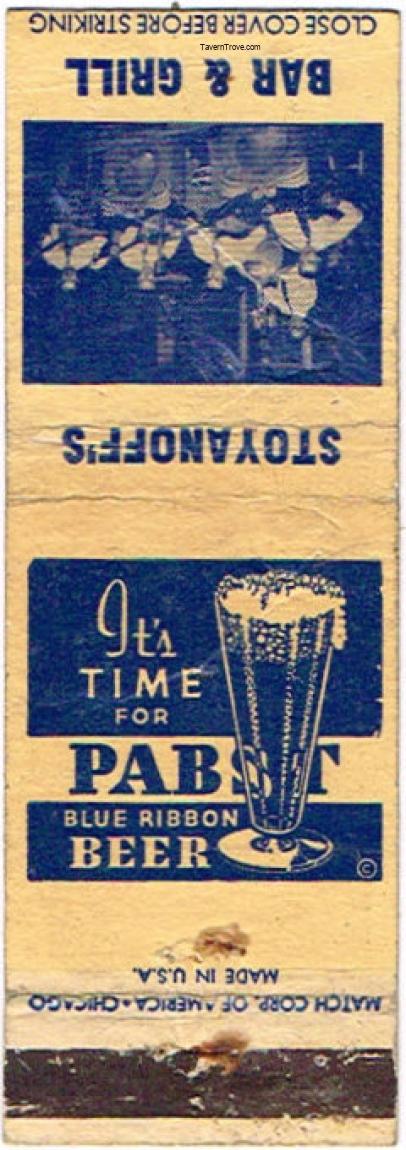 CLOSE COVER BEFORE STRIKING
TavernTrove.com
BAR & GRILL
STOYANOFF'S
It's
TIME
FOR
PABST
BLUE RIBBON
BEER
©
MADE IN U.S.A.
MATCH CORP. OF AMERICA • CHICAGO